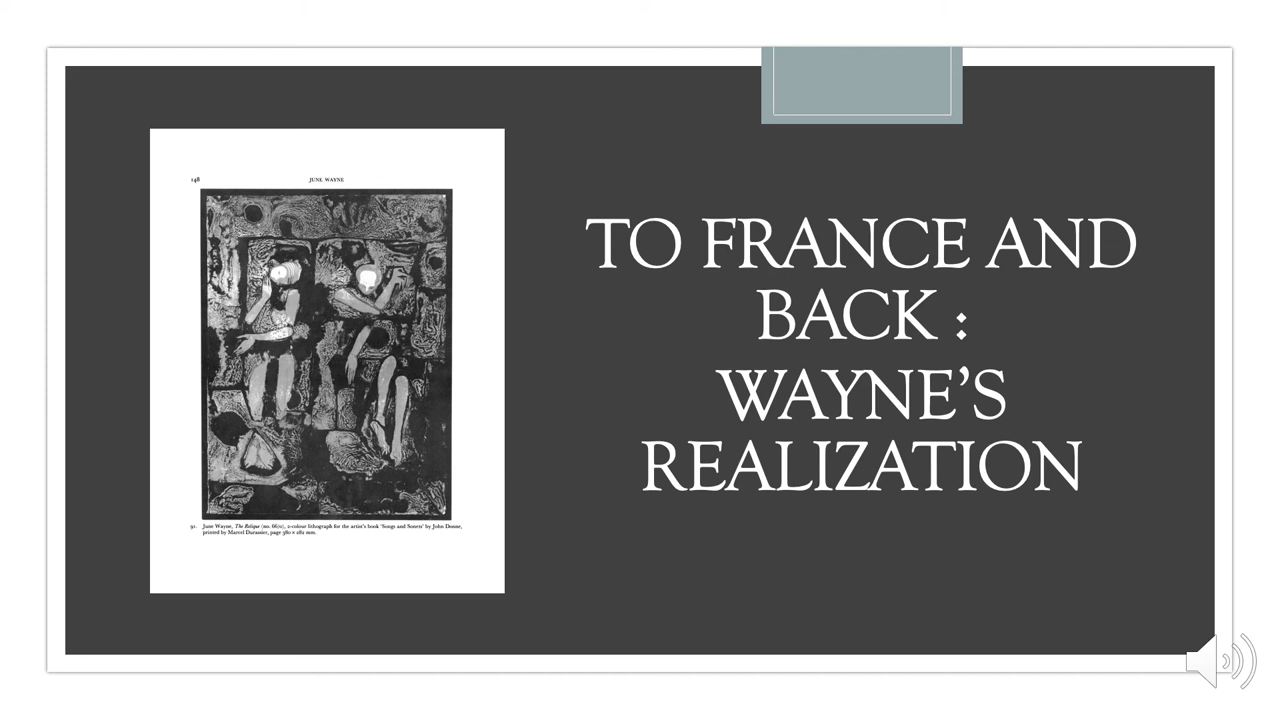 148 JUNE WAYNE
91. June Wayne, The Relique (no. 66(o), 2-colour lithograph for the artist's book 'Songs and Sonets' by John Donne,
printed by Marcel Durassier, page 380 × 282 mm.
TO FRANCE AND
BACK :
WAYNE’S
REALIZATION